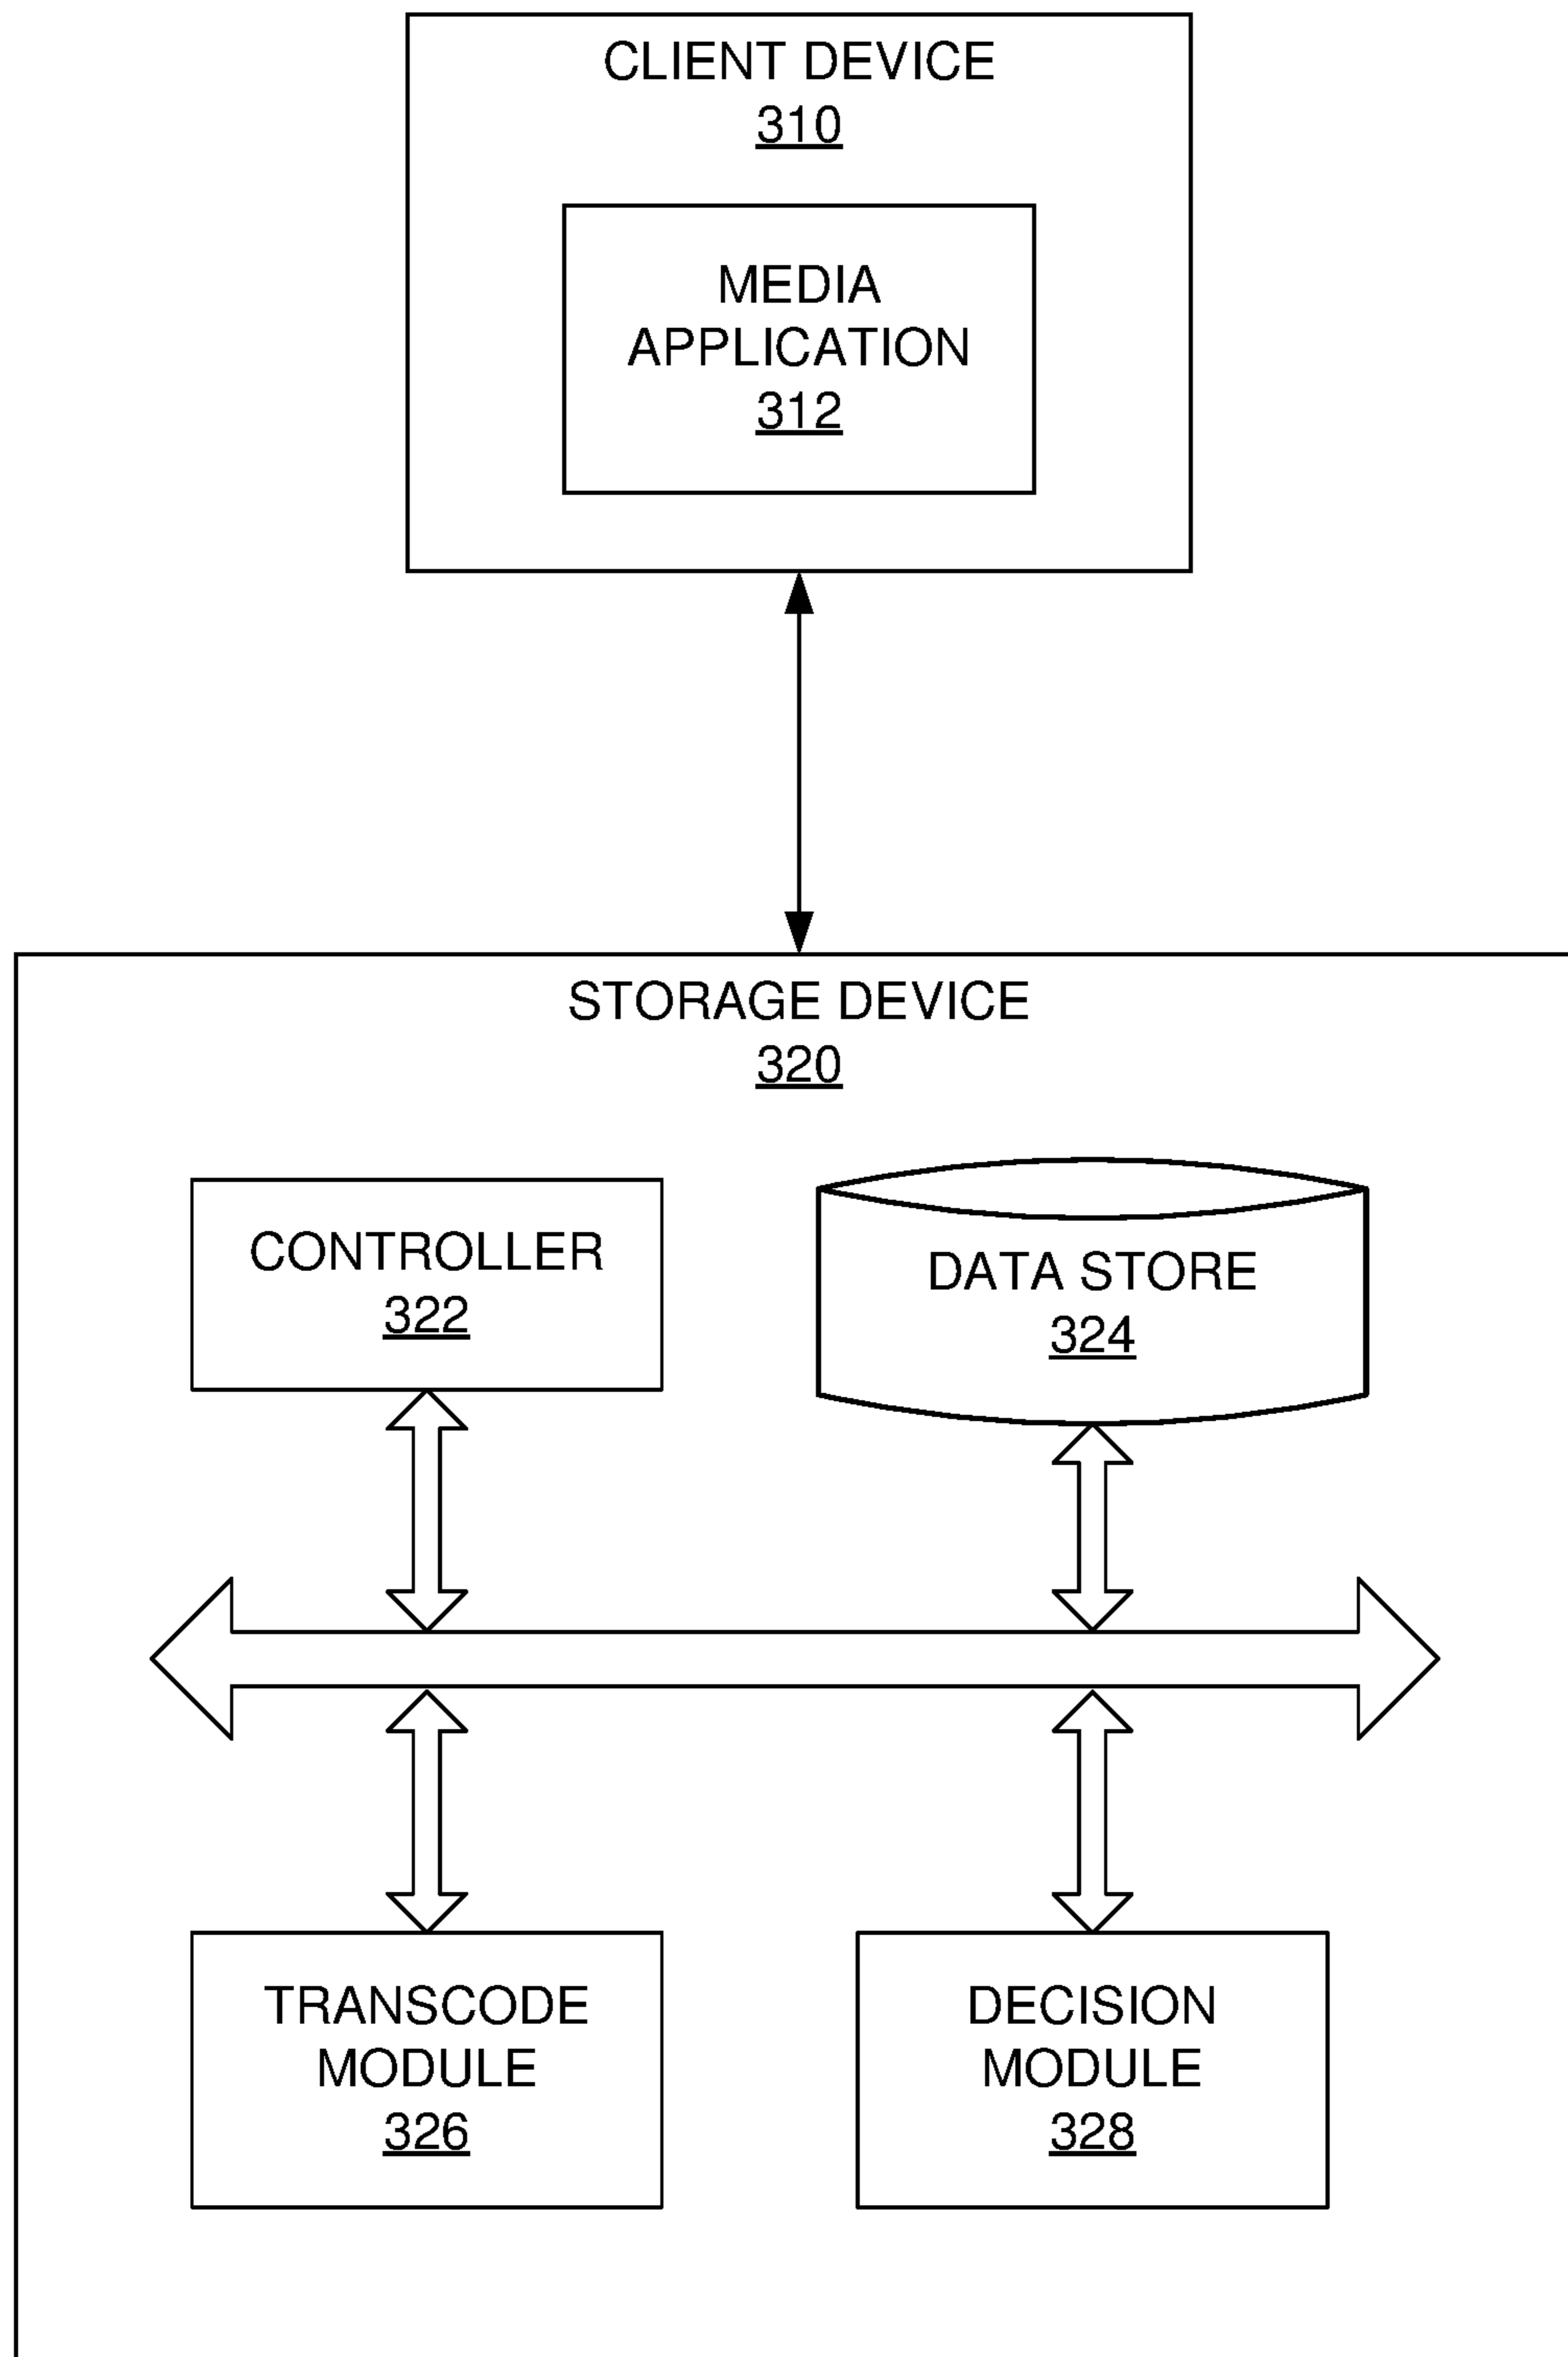 CLIENT DEVICE
310
MEDIA
APPLICATION
312
STORAGE DEVICE
320
CONTROLLER
322
DATA STORE
324
TRANSCODE
MODULE
326
DECISION
MODULE
328